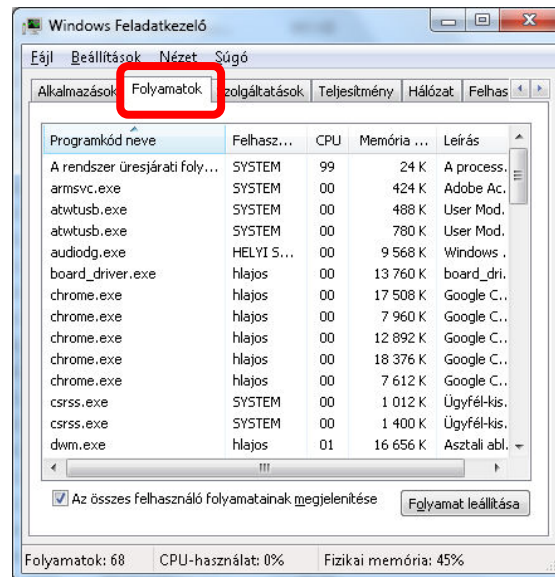 Windows Feladatkezelő
Fájl Beállítások Nézet Súgó
Alkalmazások Folyamatok zolgáltatások Teljesítmény Hálózat Felhas
Programkód neve Felhasz... CPU Memória ... Leírás
A rendszer üresjárati foly... SYSTEM 99 24 K A process.
armsvc.exe SYSTEM 00 424 K Adobe Ac.
atwtusb.exe SYSTEM 00 488 K User Mod.
atwtusb.exe SYSTEM 00 780 K User Mod.
audiodg.exe HELYI S... 00 9 568 K Windows .
board_driver.exe hlajos 00 13 760 K board_dri.
chrome.exe hlajos 00 17 508 K Google C..
chrome.exe hlajos 00 7 960 K Google C..
chrome.exe hlajos 00 12 892 K Google C..
chrome.exe hlajos 00 18 376 K Google C..
chrome.exe hlajos 00 7 612 K Google C..
csrss.exe SYSTEM 00 1 012 K Ügyfél-kis.
csrss.exe SYSTEM 00 1 400 K Ügyfél-kis.
dwm.exe hlajos 01 16 656 K Asztali abl.
Az összes felhasználó folyamatainak megjelenítése Folyamat leállítása
Folyamatok: 68 CPU-használat: 0% Fizikai memória: 45%